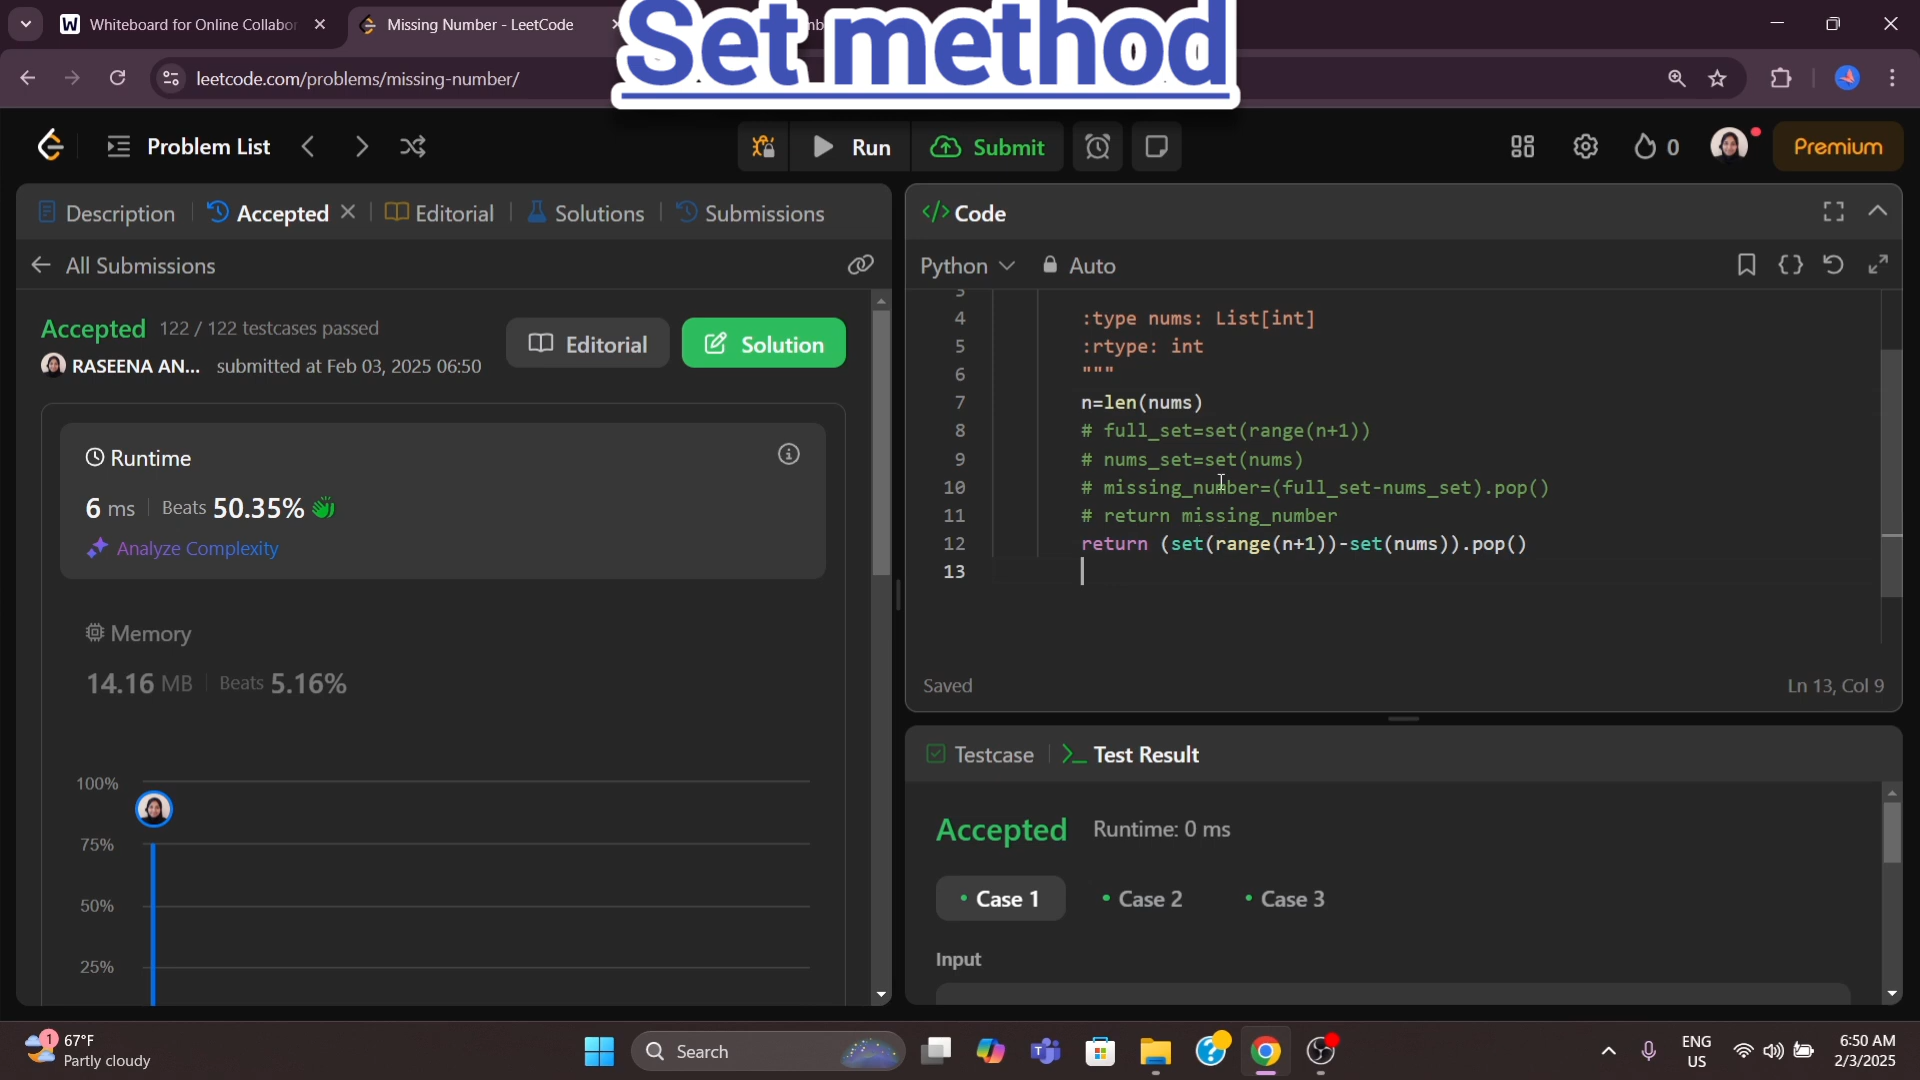 Whiteboard for Online Collabo
Missing Number - LeetCode
Set method
leetcode.com/problems/missing-number/
Problem List
Run
Submit
0
Premium
Description
Accepted
Editorial
Solutions
Submissions
All Submissions
Accepted 122 / 122 testcases passed
RASEENA AN... submitted at Feb 03, 2025 06:50
Editorial
Solution
Runtime
6 ms Beats 50.35%
Analyze Complexity
Memory
14.16 MB Beats 5.16%
100%
75%
50%
25%
</> Code
Python
Auto
3
4 :type nums: List[int]
5 :rtype: int
6 """
7 n=len(nums)
8 # full_set=set(range(n+1))
9 # nums_set=set(nums)
10 # missing_number=(full_set-nums_set).pop()
11 # return missing_number
12 return (set(range(n+1))-set(nums)).pop()
13
Saved
Ln 13, Col 9
Testcase
Test Result
Accepted Runtime: 0 ms
Case 1
Case 2
Case 3
Input
1
67°F
Partly cloudy
Search
ENG
US
6:50 AM
2/3/2025